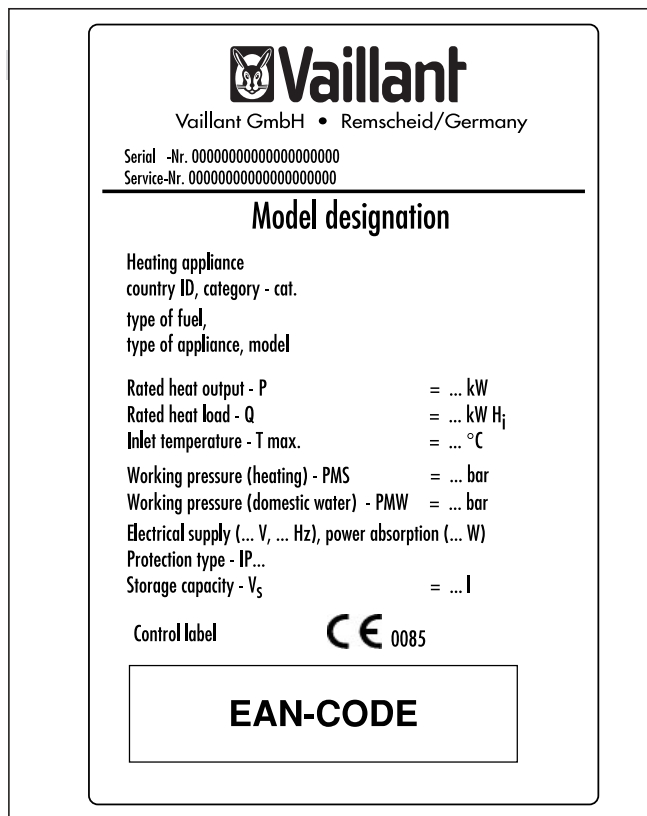 Vaillant
Vaillant GmbH • Remscheid/Germany
Serial -Nr. 00000000000000000000
Service-Nr. 00000000000000000000
Model designation
Heating appliance
country ID, category - cat.
type of fuel,
type of appliance, model
Rated heat output - P = ... kW
Rated heat load - Q = ... kW Hi
Inlet temperature - T max. = ... °C
Working pressure (heating) - PMS = ... bar
Working pressure (domestic water) - PMW = ... bar
Electrical supply (... V, ... Hz), power absorption (... W)
Protection type - IP...
Storage capacity - Vs = ... l
Control label CE 0085
EAN-CODE